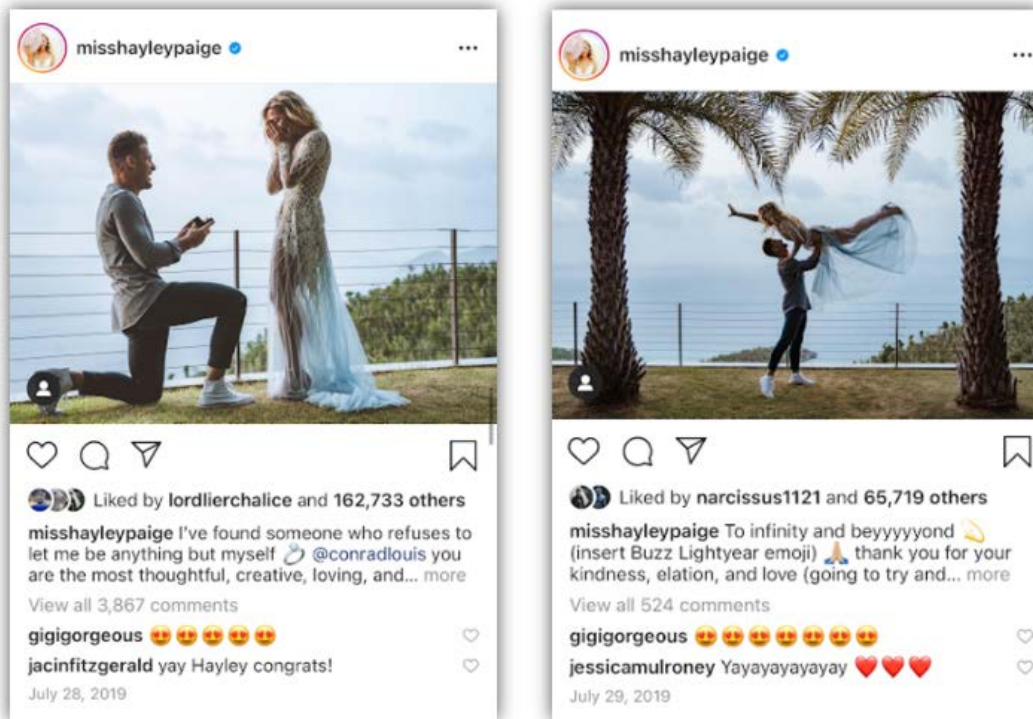 misshayleypaige
Liked by lordlierchalice and 162,733 others
misshayleypaige I've found someone who refuses to
let me be anything but myself 💍 @conradlouis you
are the most thoughtful, creative, loving, and... more
View all 3,867 comments
gigigorgeous 😍😍😍😍😍
jacinfitzgerald yay Hayley congrats!
July 28, 2019
misshayleypaige
Liked by narcissus1121 and 65,719 others
misshayleypaige To infinity and beyyyyyond 💫
(insert Buzz Lightyear emoji) 🙏🏼 thank you for your
kindness, elation, and love (going to try and... more
View all 524 comments
gigigorgeous 😍😍😍😍😍😍😍
jessicamulroney Yayayayayayay ❤️❤️❤️
July 29, 2019